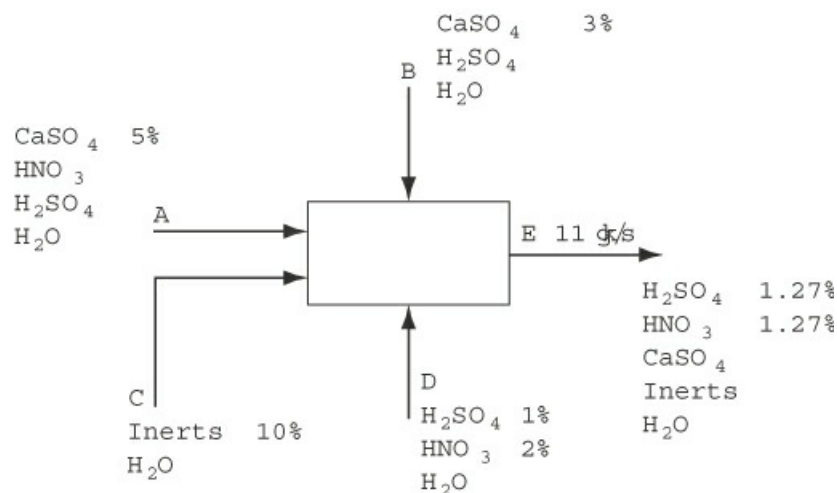 CaSO4 3%
B H2SO4
H2O
CaSO4 5%
HNO3
H2SO4
H2O
A
E 11 kg/s
H2SO4 1.27%
HNO3 1.27%
CaSO4
Inerts
H2O
C
Inerts 10%
H2O
D
H2SO4 1%
HNO3 2%
H2O